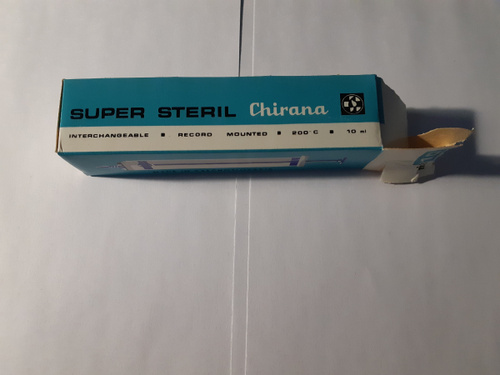 SUPER STERIL Chirana
INTERCHANGEABLE ■ RECORD MOUNTED ■ 200°C ■ 10 ml